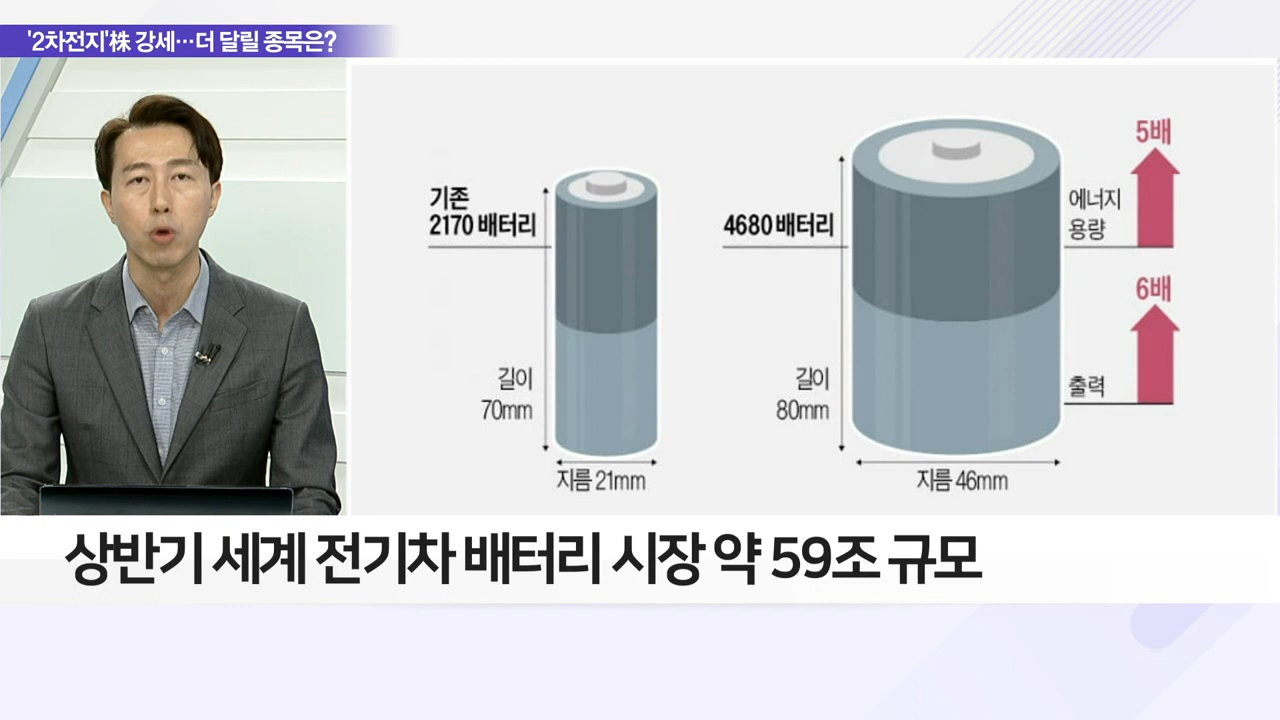 '2차전지'株 강세…더 달릴 종목은?
기존
2170 배터리
길이
70mm
지름 21mm
4680 배터리
길이
80mm
지름 46mm
5배
에너지
용량
6배
출력
상반기 세계 전기차 배터리 시장 약 59조 규모